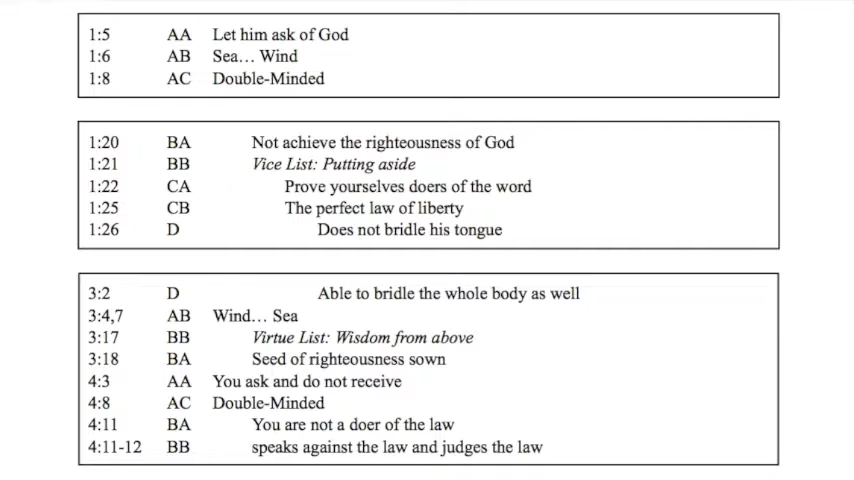 1:5 AA Let him ask of God
1:6 AB Sea... Wind
1:8 AC Double-Minded
1:20 BA Not achieve the righteousness of God
1:21 BB Vice List: Putting aside
1:22 CA Prove yourselves doers of the word
1:25 CB The perfect law of liberty
1:26 D Does not bridle his tongue
3:2 D Able to bridle the whole body as well
3:4,7 AB Wind... Sea
3:17 BB Virtue List: Wisdom from above
3:18 BA Seed of righteousness sown
4:3 AA You ask and do not receive
4:8 AC Double-Minded
4:11 BA You are not a doer of the law
4:11-12 BB speaks against the law and judges the law